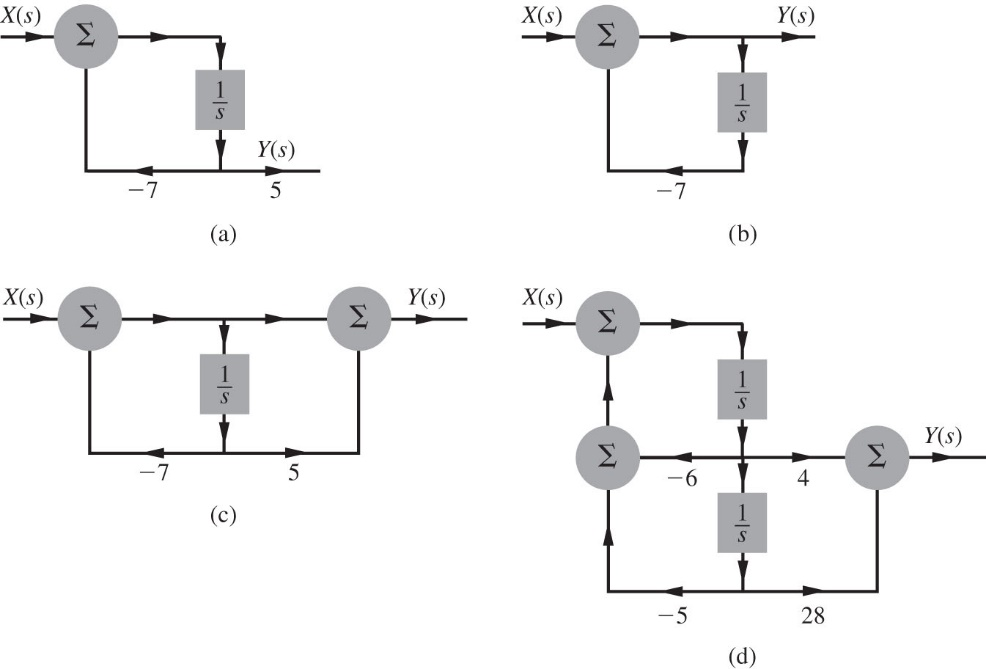 X(s) Σ
1/s
Y(s)
−7 5
(a)
X(s) Σ Y(s)
1/s
−7
(b)
X(s) Σ Σ Y(s)
1/s
−7 5
(c)
X(s) Σ
1/s
Σ −6 4 Σ Y(s)
1/s
−5 28
(d)